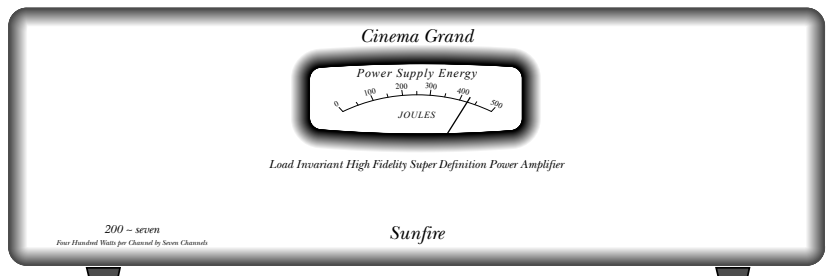 Cinema Grand
Power Supply Energy
0 100 200 300 400 500
JOULES
Load Invariant High Fidelity Super Definition Power Amplifier
200 ~ seven
Four Hundred Watts per Channel by Seven Channels
Sunfire